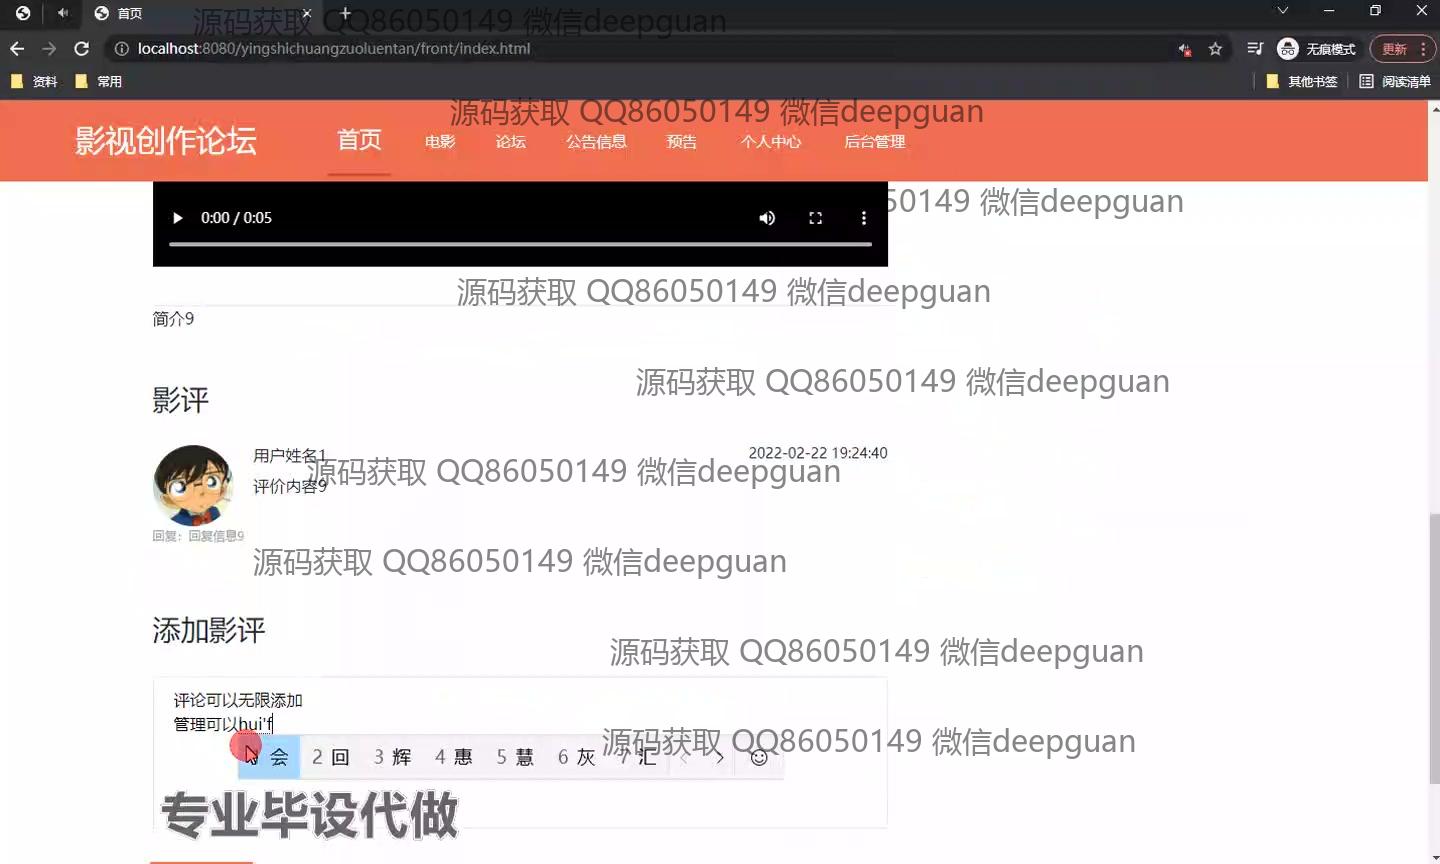 首页
源码获取 QQ86050149 微信deepguan
localhost:8080/yingshichuangzuoluentan/front/index.html
无痕模式
更新
资料
常用
其他书签
阅读清单
源码获取 QQ86050149 微信deepguan
影视创作论坛
首页
电影
论坛
公告信息
预告
个人中心
后台管理
50149 微信deepguan
0:00 / 0:05
源码获取 QQ86050149 微信deepguan
简介9
源码获取 QQ86050149 微信deepguan
影评
用户姓名1
2022-02-22 19:24:40
源码获取 QQ86050149 微信deepguan
评价内容9
回复：回复信息9
源码获取 QQ86050149 微信deepguan
添加影评
源码获取 QQ86050149 微信deepguan
评论可以无限添加
管理可以hui'f
源码获取 QQ86050149 微信deepguan
会 2 回 3 辉 4 惠 5 慧 6 灰 7 汇
专业毕设代做